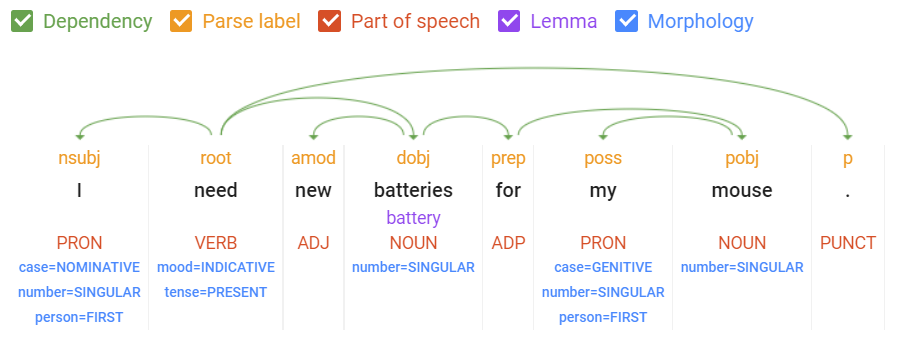 Dependency Parse label Part of speech Lemma Morphology
nsubj root amod dobj prep poss pobj p
I need new batteries for my mouse .
battery
PRON VERB ADJ NOUN ADP PRON NOUN PUNCT
case=NOMINATIVE mood=INDICATIVE number=SINGULAR case=GENITIVE number=SINGULAR
number=SINGULAR tense=PRESENT number=SINGULAR
person=FIRST person=FIRST